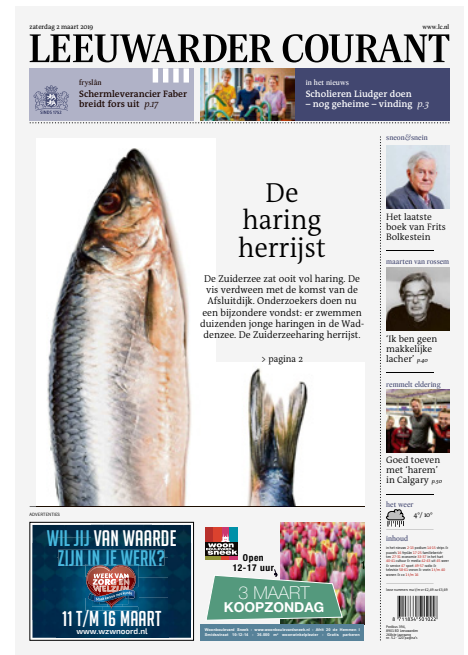 zaterdag 2 maart 2019
www.lc.nl
LEEUWARDER COURANT
SINDS 1752
fryslân
Schermleverancier Faber
breidt fors uit p.17
in het nieuws
Scholieren Liudger doen
– nog geheime – vinding p.3
De
haring
herrijst
De Zuiderzee zat ooit vol haring. De
vis verdween met de komst van de
Afsluitdijk. Onderzoekers doen nu
een bijzondere vondst: er zwemmen
duizenden jonge haringen in de Wad-
denzee. De Zuiderzeeharing herrijst.
> pagina 2
sneon&snein
Het laatste
boek van Frits
Bolkestein
maarten van rossem
‘Ik ben geen
makkelijke
lacher’ p.40
remmelt eldering
Goed toeven
met ‘harem’
in Calgary p.30
het weer
4°/10°
inhoud
ADVERTENTIES
WIL JIJ VAN WAARDE
ZIJN IN JE WERK?
WEEK VAN
ZORG EN
WELZIJN
11 T/M 16 MAART
www.wzwnoord.nl
woon
boulevard
sneek
Open
12-17 uur
3 MAART
KOOPZONDAG
8 711834 501022